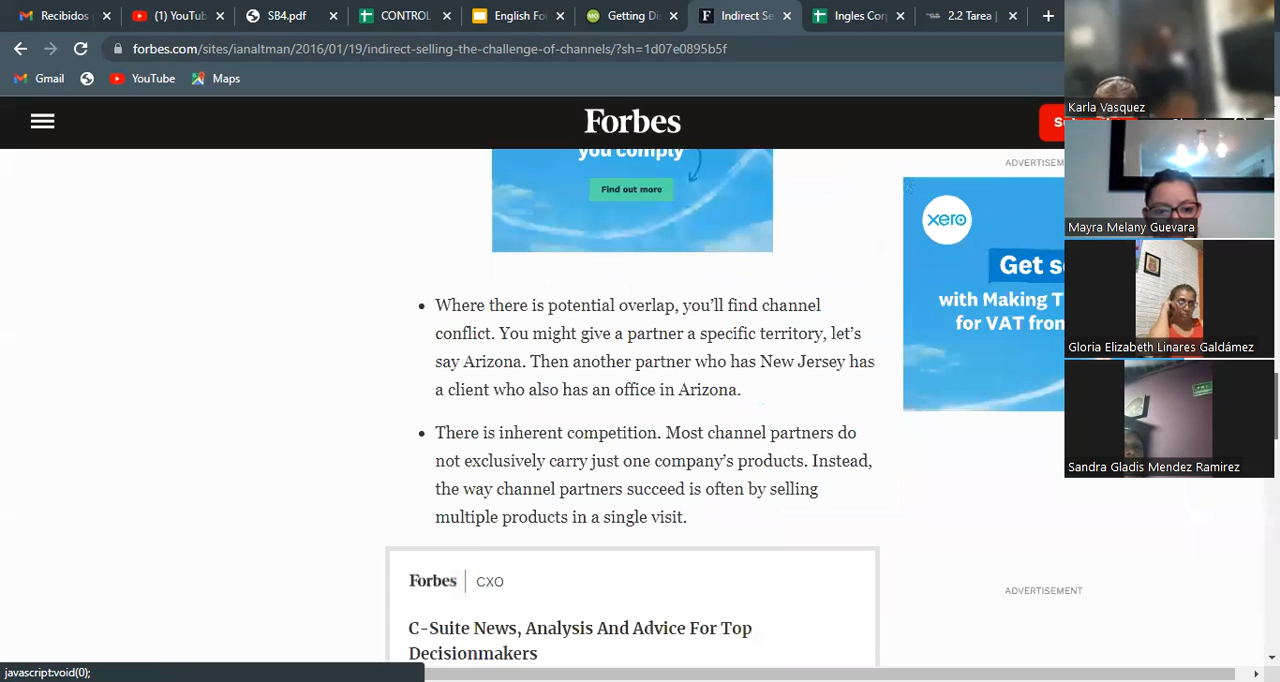 Recibidos
(1) YouTub
SB4.pdf
CONTROL
English Fo
Getting Di
Indirect Se
Ingles Cor
2.2 Tarea |
forbes.com/sites/ianaltman/2016/01/19/indirect-selling-the-challenge-of-channels/?sh=1d07e0895b5f
Gmail
YouTube
Maps
Forbes
you comply
Find out more
ADVERTISEM
xero
Get s
with Making T
for VAT from
Where there is potential overlap, you'll find channel
conflict. You might give a partner a specific territory, let's
say Arizona. Then another partner who has New Jersey has
a client who also has an office in Arizona.
There is inherent competition. Most channel partners do
not exclusively carry just one company's products. Instead,
the way channel partners succeed is often by selling
multiple products in a single visit.
Forbes | CXO
C-Suite News, Analysis And Advice For Top
Decisionmakers
ADVERTISEMENT
Karla Vasquez
Mayra Melany Guevara
Gloria Elizabeth Linares Galdámez
Sandra Gladis Mendez Ramirez
javascript:void(0);